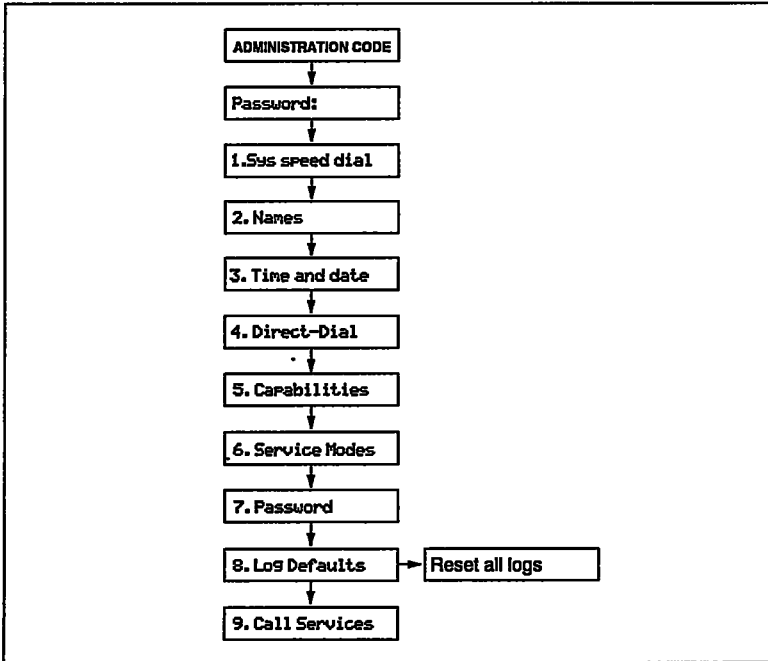 ADMINISTRATION CODE
Password:
1.Sys speed dial
2. Names
3. Time and date
4. Direct-Dial
5. Capabilities
6. Service Modes
7. Password
8. Log Defaults
Reset all logs
9. Call Services